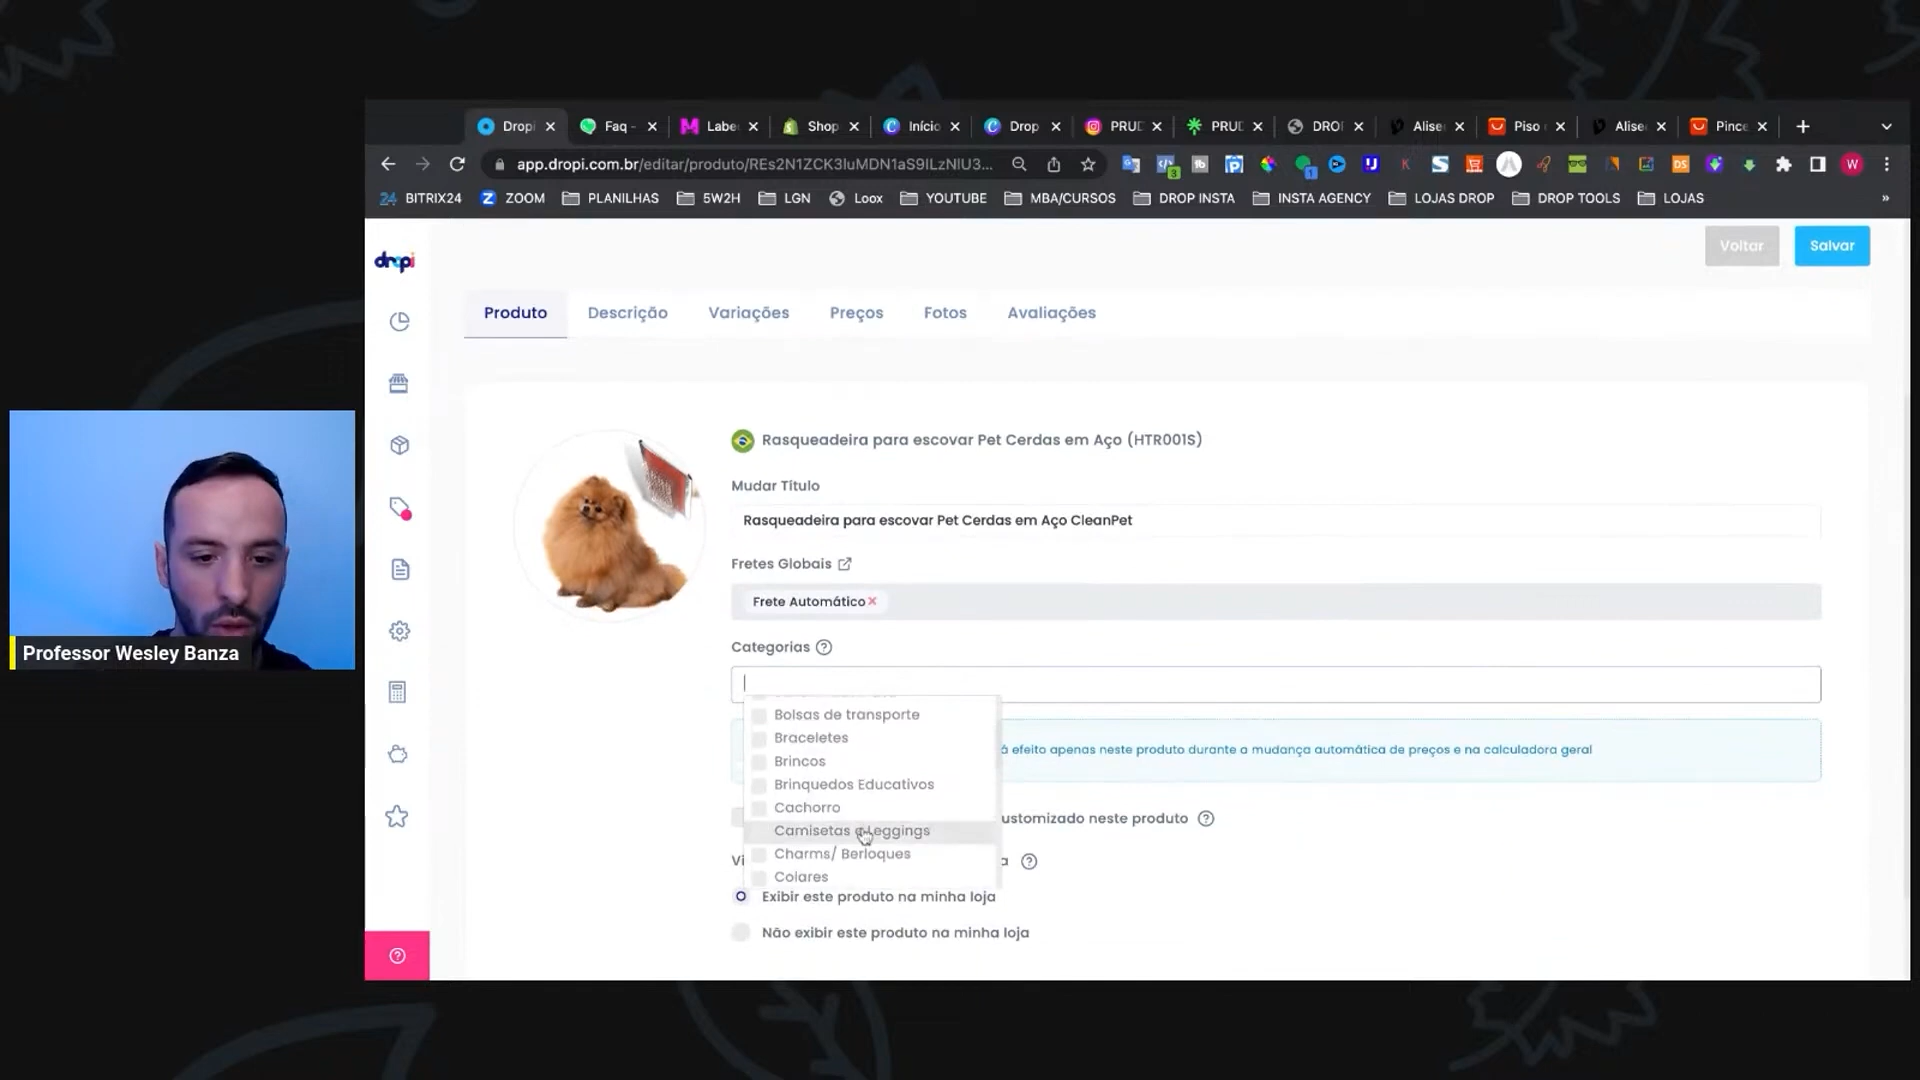 Dropi
Faq -
Labe
Shop
Início
Drop
PRUD
PRUD
DROP
Alise
Piso
Alise
Pince
app.dropi.com.br/editar/produto/REs2N1ZCK3luMDN1aS9ILzNIU3...
24 BITRIX24
Z ZOOM
PLANILHAS
5W2H
LGN
Loox
YOUTUBE
MBA/CURSOS
DROP INSTA
INSTA AGENCY
LOJAS DROP
DROP TOOLS
LOJAS
»
dropi
Voltar
Salvar
Produto
Descrição
Variações
Preços
Fotos
Avaliações
Rasqueadeira para escovar Pet Cerdas em Aço (HTR001S)
Mudar Título
Rasqueadeira para escovar Pet Cerdas em Aço CleanPet
Fretes Globais
Frete Automático ×
Categorias ?
Bolsas de transporte
Braceletes
Brincos
Brinquedos Educativos
Cachorro
Camisetas e Leggings
Charms/ Berloques
Colares
á efeito apenas neste produto durante a mudança automática de preços e na calculadora geral
ustomizado neste produto ?
Vi
a ?
Exibir este produto na minha loja
Não exibir este produto na minha loja
Professor Wesley Banza